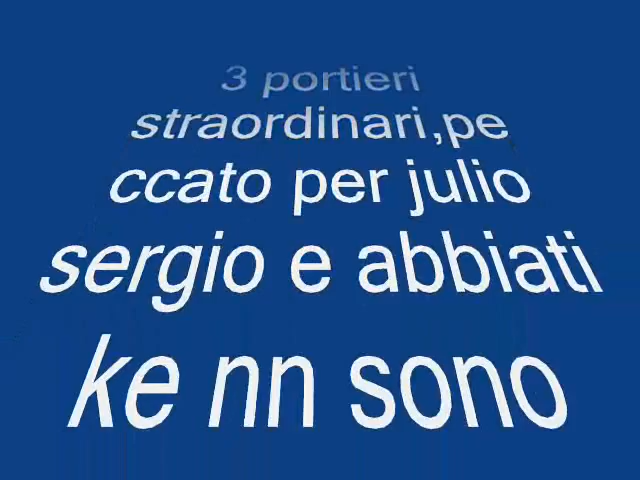 3 portieri
straordinari,pe
ccato per julio
sergio e abbiati
ke nn sono